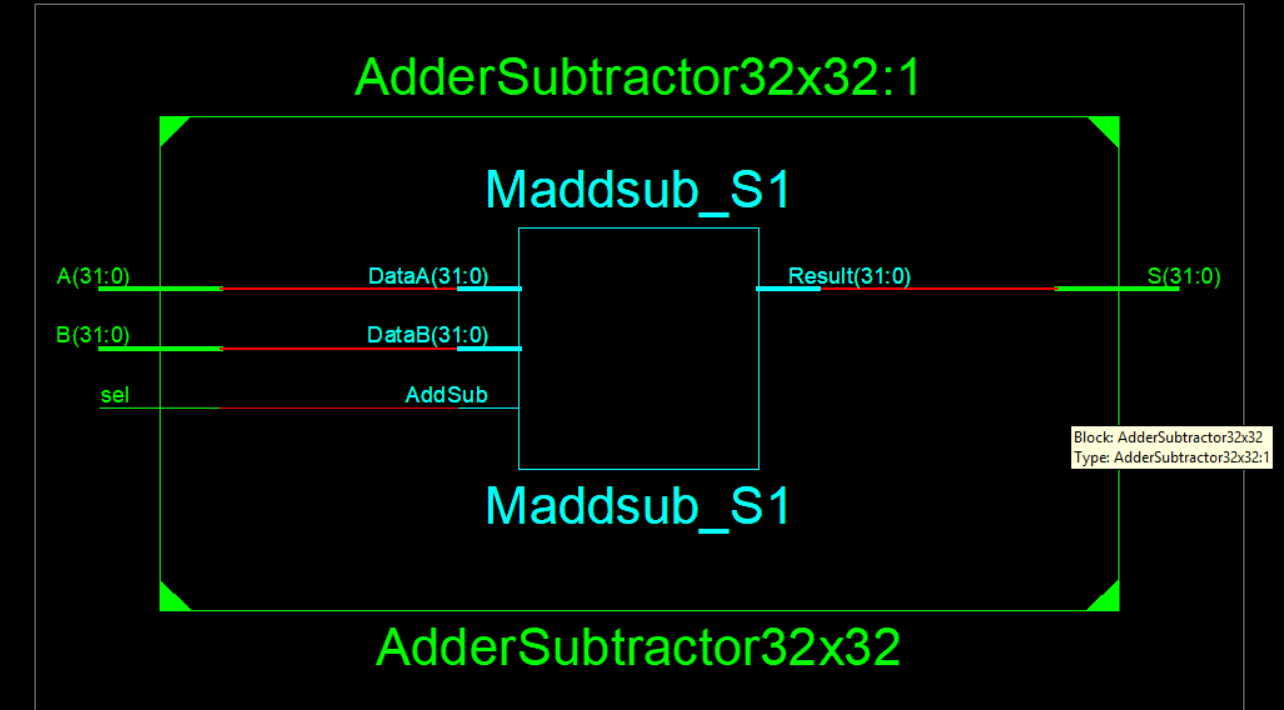 AdderSubtractor32x32:1
Maddsub_S1
A(31:0)
DataA(31:0)
Result(31:0)
S(31:0)
B(31:0)
DataB(31:0)
sel
AddSub
Block: AdderSubtractor32x32
Type: AdderSubtractor32x32:1
Maddsub_S1
AdderSubtractor32x32